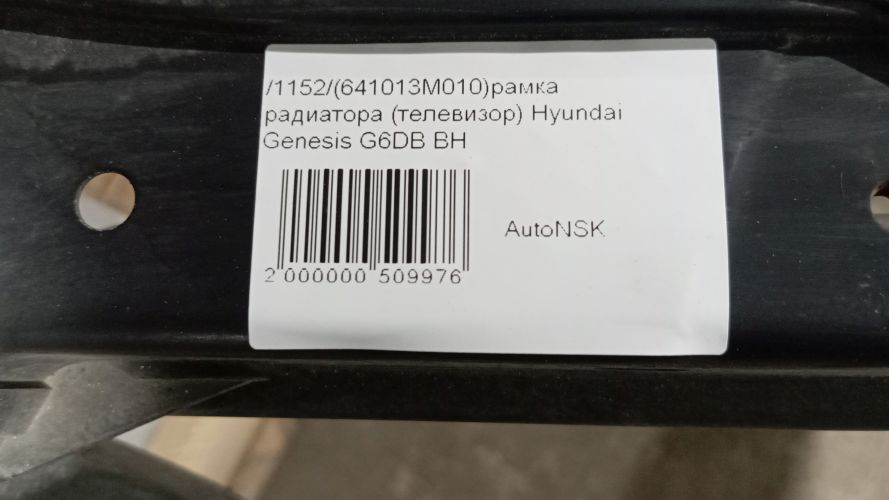 /1152/(641013M010)рамка
радиатора (телевизор) Hyundai
Genesis G6DB BH
AutoNSK
2 000000 509976